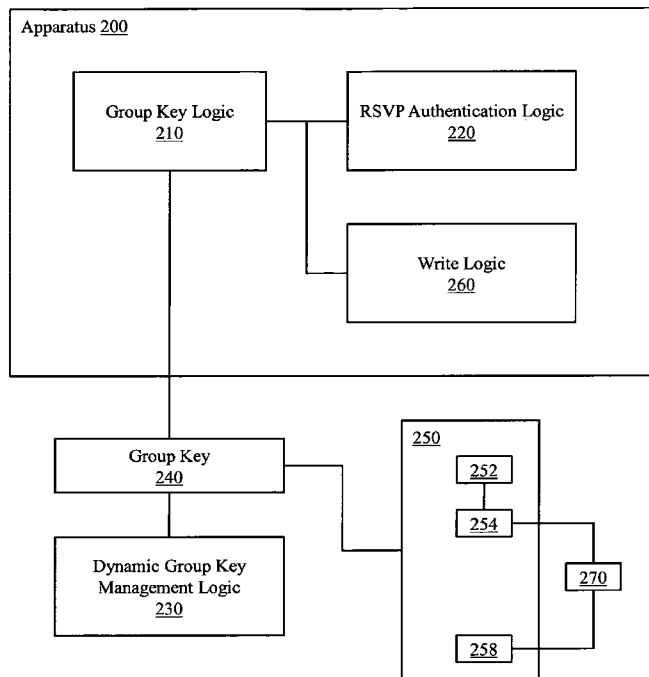 Apparatus 200
Group Key Logic
210
RSVP Authentication Logic
220
Write Logic
260
Group Key
240
Dynamic Group Key
Management Logic
230
250
252
254
270
258